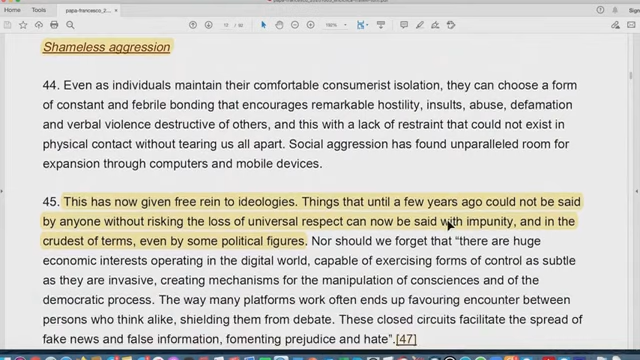 Tools
Sign In
Shameless aggression
44. Even as individuals maintain their comfortable consumerist isolation, they can choose a form
of constant and febrile bonding that encourages remarkable hostility, insults, abuse, defamation
and verbal violence destructive of others, and this with a lack of restraint that could not exist in
physical contact without tearing us all apart. Social aggression has found unparalleled room for
expansion through computers and mobile devices.
45. This has now given free rein to ideologies. Things that until a few years ago could not be said
by anyone without risking the loss of universal respect can now be said with impunity, and in the
crudest of terms, even by some political figures. Nor should we forget that “there are huge
economic interests operating in the digital world, capable of exercising forms of control as subtle
as they are invasive, creating mechanisms for the manipulation of consciences and of the
democratic process. The way many platforms work often ends up favouring encounter between
persons who think alike, shielding them from debate. These closed circuits facilitate the spread of
fake news and false information, fomenting prejudice and hate”.[47]